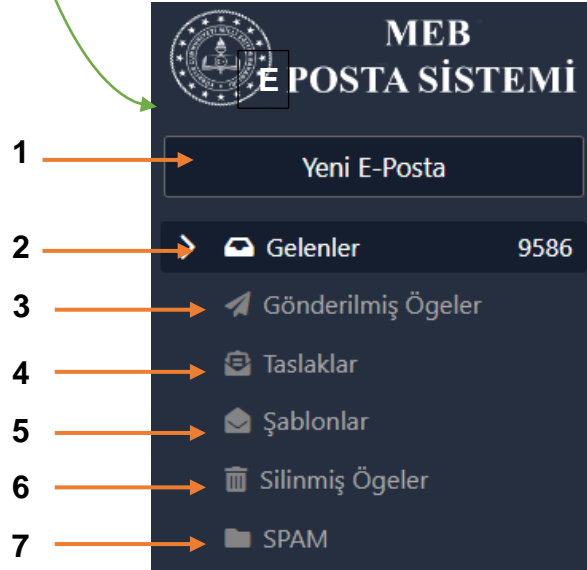 MEB
E POSTA SİSTEMİ
1 Yeni E-Posta
2 Gelenler 9586
3 Gönderilmiş Ögeler
4 Taslaklar
5 Şablonlar
6 Silinmiş Ögeler
7 SPAM